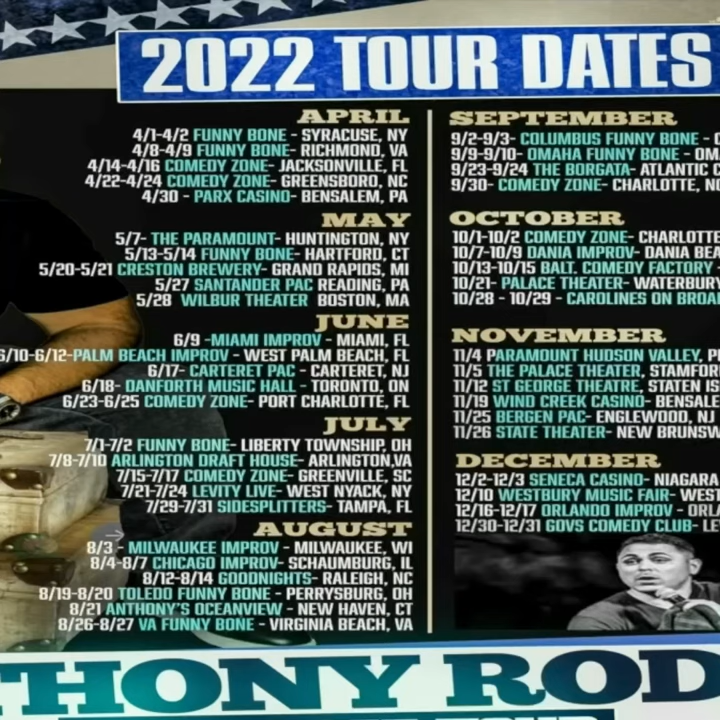 2022 TOUR DATES
APRIL
4/1-4/2 FUNNY BONE - SYRACUSE, NY
4/8-4/9 FUNNY BONE - RICHMOND, VA
4/14-4/16 COMEDY ZONE- JACKSONVILLE, FL
4/22-4/24 COMEDY ZONE- GREENSBORO, NC
4/30 - PARX CASINO- BENSALEM, PA
MAY
5/7- THE PARAMOUNT- HUNTINGTON, NY
5/13-5/14 FUNNY BONE- HARTFORD, CT
5/20-5/21 CRESTON BREWERY- GRAND RAPIDS, MI
5/27 SANTANDER PAC READING, PA
5/28 WILBUR THEATER BOSTON, MA
JUNE
6/9 -MIAMI IMPROV - MIAMI, FL
6/10-6/12-PALM BEACH IMPROV - WEST PALM BEACH, FL
6/17- CARTERET PAC - CARTERET, NJ
6/18- DANFORTH MUSIC HALL - TORONTO, ON
6/23-6/25 COMEDY ZONE- PORT CHARLOTTE, FL
JULY
7/1-7/2 FUNNY BONE- LIBERTY TOWNSHIP, OH
7/8-7/10 ARLINGTON DRAFT HOUSE- ARLINGTON,VA
7/15-7/17 COMEDY ZONE- GREENVILLE, SC
7/21-7/24 LEVITY LIVE- WEST NYACK, NY
7/29-7/31 SIDESPLITTERS- TAMPA, FL
AUGUST
8/3 - MILWAUKEE IMPROV - MILWAUKEE, WI
8/4-8/7 CHICAGO IMPROV- SCHAUMBURG, IL
8/12-8/14 GOODNIGHTS- RALEIGH, NC
8/19-8/20 TOLEDO FUNNY BONE - PERRYSBURG, OH
8/21 ANTHONY'S OCEANVIEW - NEW HAVEN, CT
8/26-8/27 VA FUNNY BONE - VIRGINIA BEACH, VA
SEPTEMBER
9/2-9/3- COLUMBUS FUNNY BONE -
9/9-9/10- OMAHA FUNNY BONE - OM
9/23-9/24 THE BORGATA- ATLANTIC C
9/30- COMEDY ZONE- CHARLOTTE, N
OCTOBER
10/1-10/2 COMEDY ZONE- CHARLOTTE
10/7-10/9 DANIA IMPROV- DANIA BEA
10/13-10/15 BALT. COMEDY FACTORY -
10/21- PALACE THEATER- WATERBURY
10/28 - 10/29 - CAROLINES ON BROA
NOVEMBER
11/4 PARAMOUNT HUDSON VALLEY, P
11/5 THE PALACE THEATER, STAMFOR
11/12 ST GEORGE THEATRE, STATEN IS
11/19 WIND CREEK CASINO- BENSALE
11/25 BERGEN PAC- ENGLEWOOD, NJ
11/26 STATE THEATER- NEW BRUNSW
DECEMBER
12/2-12/3 SENECA CASINO- NIAGARA
12/10 WESTBURY MUSIC FAIR- WEST
12/16-12/17 ORLANDO IMPROV - ORL
12/30-12/31 GOVS COMEDY CLUB- LE
THONY ROD